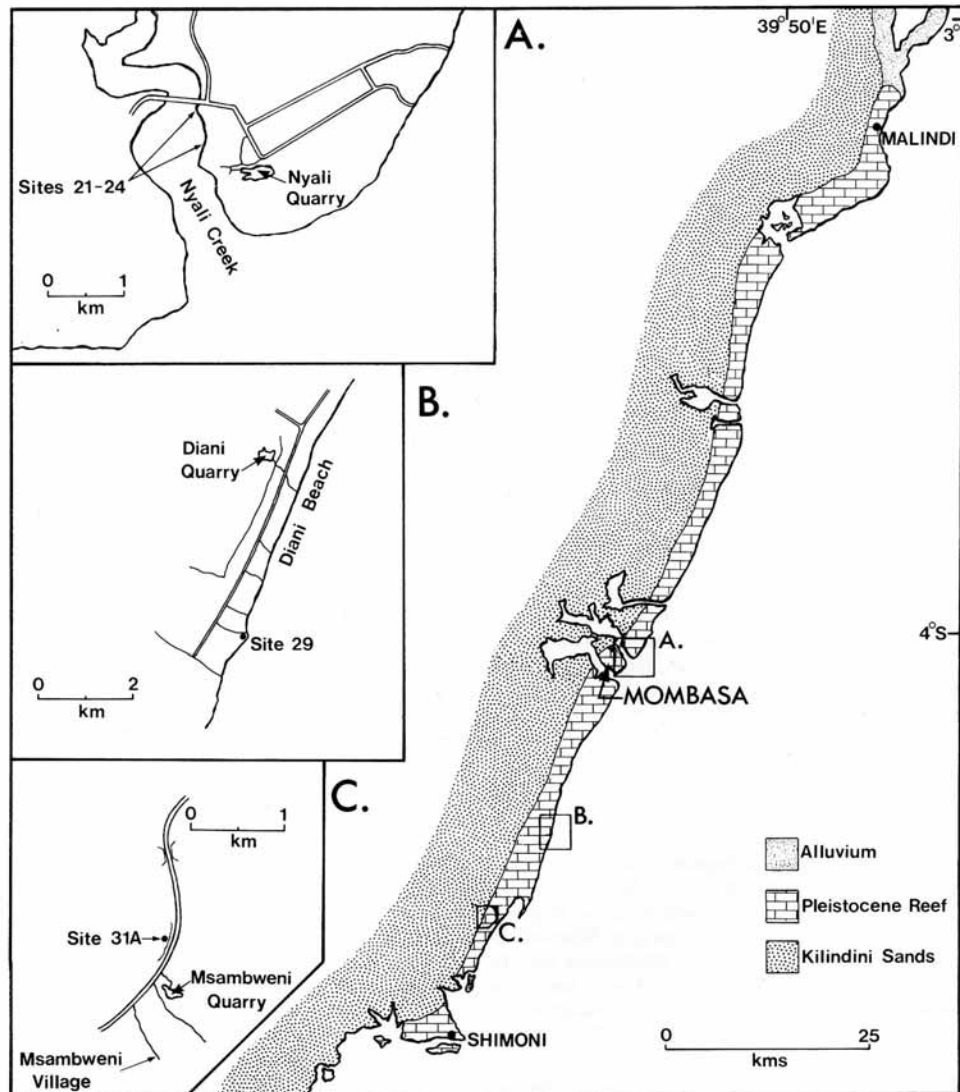 A.
39° 50'E
3°
MALINDI
Sites 21-24
Nyali
Quarry
Nyali Creek
0 1
km
B.
Diani
Quarry
Diani Beach
Site 29
0 2
km
4°S
A.
MOMBASA
B.
C.
SHIMONI
C.
0 1
km
Site 31A
Msambweni
Quarry
Msambweni
Village
Alluvium
Pleistocene Reef
Kilindini Sands
0 25
kms